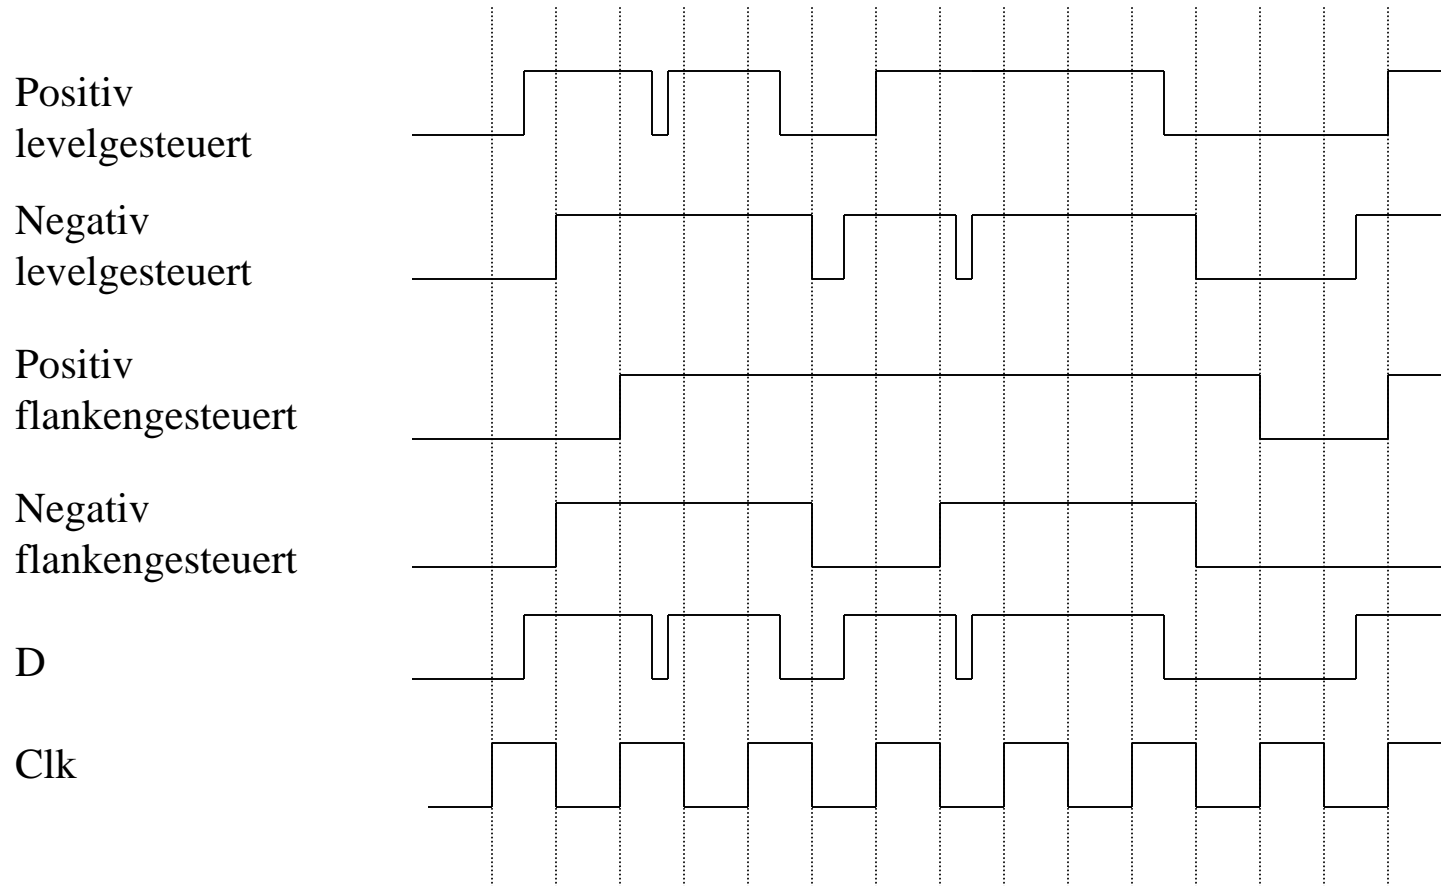 Positiv
levelgesteuert
Negativ
levelgesteuert
Positiv
flankengesteuert
Negativ
flankengesteuert
D
Clk